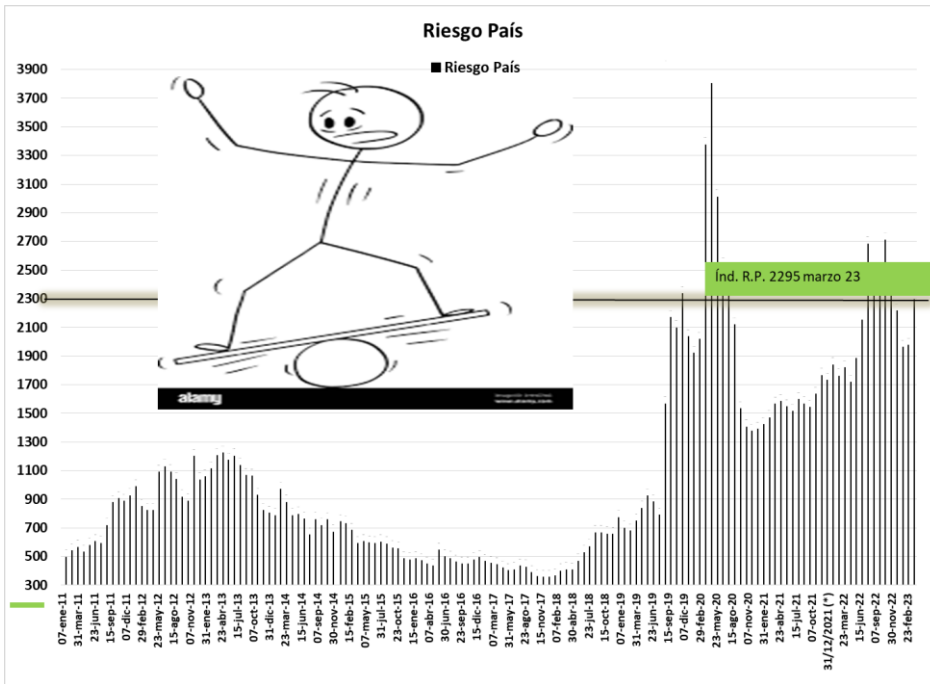 Riesgo País
Riesgo País
3900
3700
3500
3300
3100
2900
2700
2500
2300
2100
1900
1700
1500
1300
1100
900
700
500
300
Índ. R.P. 2295 marzo 23
alamy
www.alamy.com
07-ene-11
31-mar-11
23-jun-11
15-sep-11
07-dic-11
29-feb-12
23-may-12
15-ago-12
07-nov-12
31-ene-13
23-abr-13
15-jul-13
07-oct-13
31-dic-13
23-mar-14
15-jun-14
07-sep-14
30-nov-14
15-feb-15
07-may-15
31-jul-15
23-oct-15
15-ene-16
07-abr-16
30-jun-16
23-sep-16
15-dic-16
07-mar-17
31-may-17
23-ago-17
15-nov-17
07-feb-18
30-abr-18
23-jul-18
15-oct-18
07-ene-19
31-mar-19
23-jun-19
15-sep-19
07-dic-19
29-feb-20
23-may-20
15-ago-20
07-nov-20
31-ene-21
23-abr-21
15-jul-21
07-oct-21
31/12/2021 (*)
23-mar-22
15-jun-22
07-sep-22
30-nov-22
23-feb-23